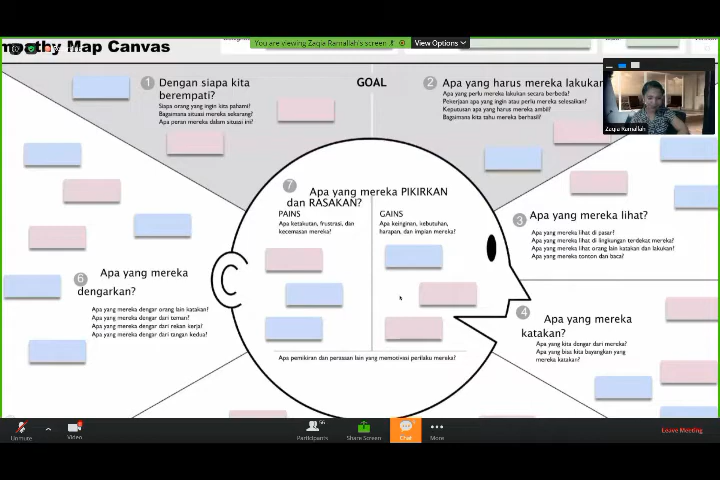 mpathy Map Canvas
You are viewing Zaqia Ramallah's screen
View Options
Zaqia Ramallah
GOAL
1 Dengan siapa kita
berempati?
Siapa orang yang ingin kita pahami?
Bagaimana situasi mereka sekarang?
Apa peran mereka dalam situasi ini?
2 Apa yang harus mereka lakukan
Apa yang perlu mereka lakukan secara berbeda?
Pekerjaan apa yang ingin atau perlu mereka selesaikan?
Keputusan apa yang harus mereka ambil?
Bagaimana kita tahu mereka berhasil?
7 Apa yang mereka PIKIRKAN
dan RASAKAN?
PAINS
Apa ketakutan, frustrasi, dan
kecemasan mereka?
GAINS
Apa keinginan, kebutuhan,
harapan, dan impian mereka?
3 Apa yang mereka lihat?
Apa yang mereka lihat di pasar?
Apa yang mereka lihat di lingkungan terdekat mereka?
Apa yang mereka lihat orang lain katakan dan lakukan?
Apa yang mereka tonton dan baca?
6 Apa yang mereka
dengarkan?
Apa yang mereka dengar dari orang lain katakan?
Apa yang mereka dengar dari teman?
Apa yang mereka dengar dari rekan kerja?
Apa yang mereka dengar dari tangan kedua?
4 Apa yang mereka
katakan?
Apa yang kita dengar dari mereka?
Apa yang bisa kita bayangkan yang
mereka katakan?
Apa pemikiran dan perasaan lain yang memotivasi perilaku mereka?
Unmute
Video
Participants
Share Screen
Chat
More
Leave Meeting